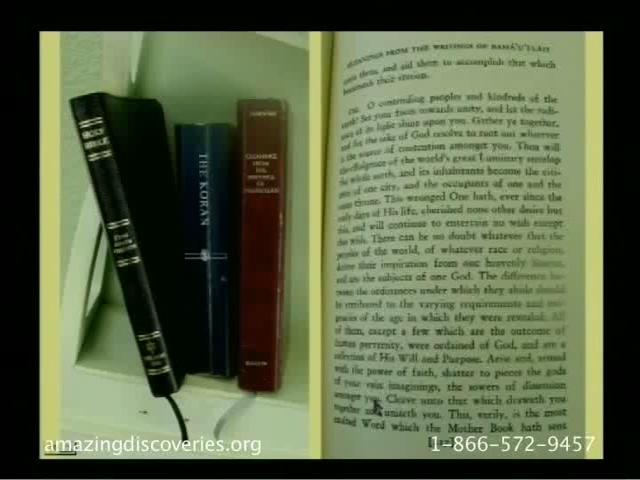 HOLY
BIBLE
THE KORAN
GLEANINGS
FROM
THE
WRITINGS
OF
BAHA'U'LLAH
GLEANINGS FROM THE WRITINGS OF BAHÁ'U'LLÁH
them, and aid them to accomplish that which
beseemeth their station.
O contending peoples and kindreds of the
earth! Set your faces towards unity, and let the radi-
ance of its light shine upon you. Gather ye together,
and for the sake of God resolve to root out whatever
is the source of contention amongst you. Then will
the effulgence of the world's great Luminary envelop
the whole earth, and its inhabitants become the citi-
zens of one city, and the occupants of one and the
same throne. This wronged One hath, ever since the
early days of His life, cherished none other desire but
this, and will continue to entertain no wish except
this wish. There can be no doubt whatever that the
peoples of the world, of whatever race or religion,
derive their inspiration from one heavenly Source,
and are the subjects of one God. The difference be-
tween the ordinances under which they abide should
be attributed to the varying requirements and exi-
gencies of the age in which they were revealed. All
of them, except a few which are the outcome of
human perversity, were ordained of God, and are a
reflection of His Will and Purpose. Arise and, armed
with the power of faith, shatter to pieces the gods
of your vain imaginings, the sowers of dissension
amongst you. Cleave unto that which draweth you
together and uniteth you. This, verily, is the most
exalted Word which the Mother Book hath sent
amazingdiscoveries.org
1-866-572-9457